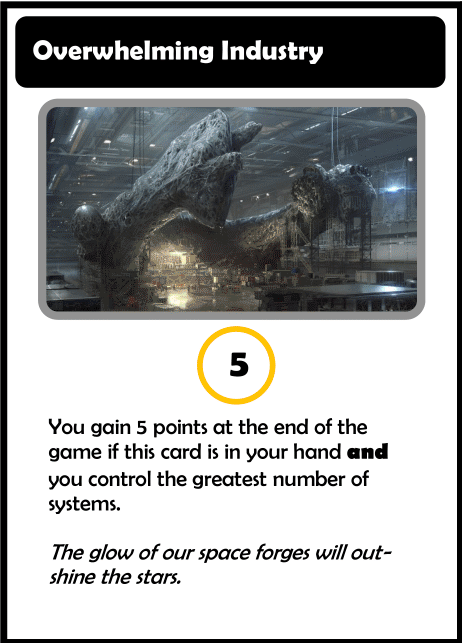 Overwhelming Industry
5
You gain 5 points at the end of the
game if this card is in your hand and
you control the greatest number of
systems.
The glow of our space forges will out-
shine the stars.